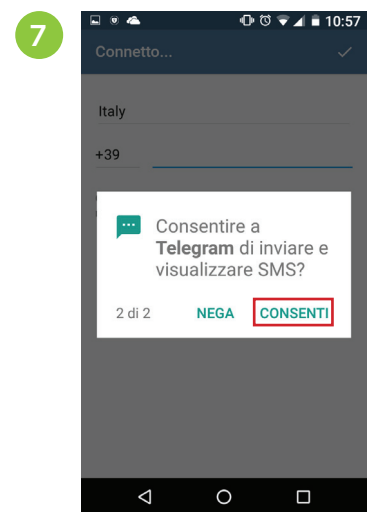 7
10:57
Connetto...
Italy
+39
Consentire a
Telegram di inviare e
visualizzare SMS?
2 di 2 NEGA CONSENTI